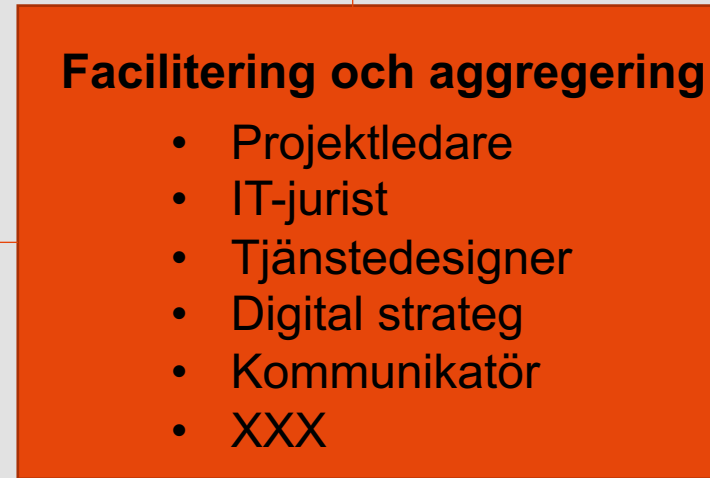 Facilitering och aggregering
• Projektledare
• IT-jurist
• Tjänstedesigner
• Digital strateg
• Kommunikatör
• XXX